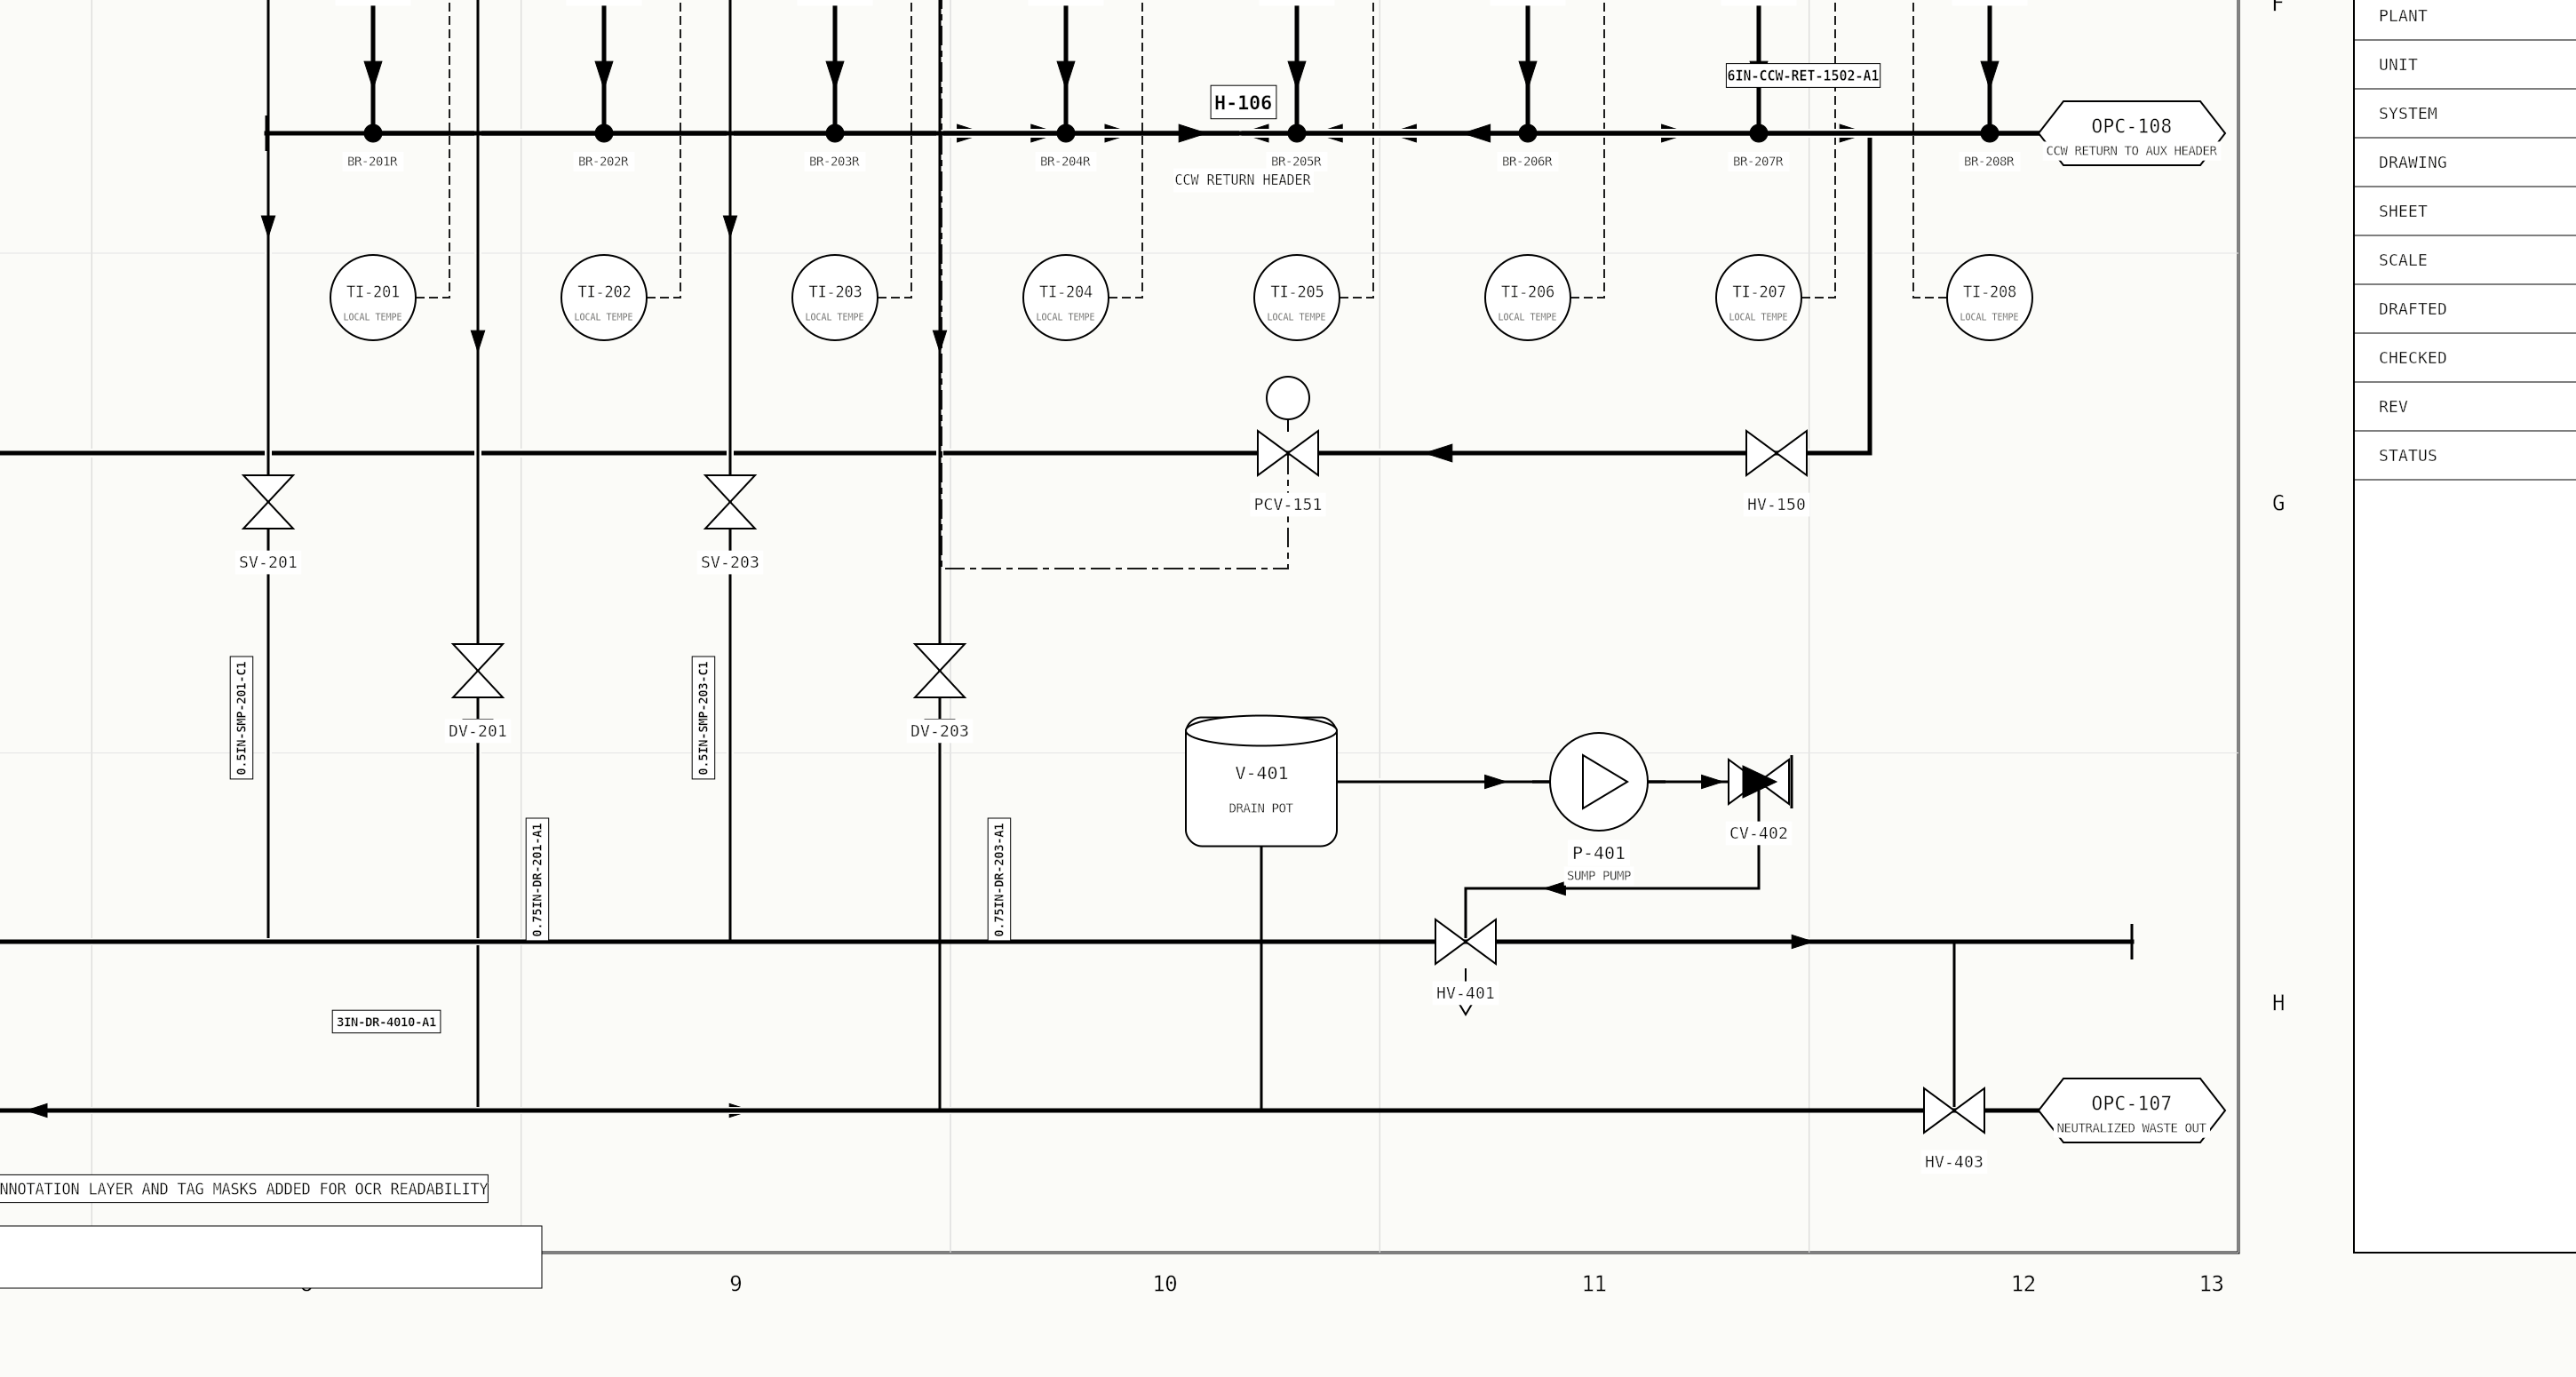 F
PLANT
UNIT
SYSTEM
DRAWING
SHEET
SCALE
DRAFTED
CHECKED
REV
STATUS
6IN-CCW-RET-1502-A1
H-106
OPC-108
CCW RETURN TO AUX HEADER
BR-201R
BR-202R
BR-203R
BR-204R
BR-205R
BR-206R
BR-207R
BR-208R
CCW RETURN HEADER
TI-201
LOCAL TEMPE
TI-202
LOCAL TEMPE
TI-203
LOCAL TEMPE
TI-204
LOCAL TEMPE
TI-205
LOCAL TEMPE
TI-206
LOCAL TEMPE
TI-207
LOCAL TEMPE
TI-208
LOCAL TEMPE
PCV-151
HV-150
G
SV-201
SV-203
0.5IN-SMP-201-C1
0.5IN-SMP-203-C1
DV-201
DV-203
V-401
DRAIN POT
P-401
SUMP PUMP
CV-402
0.75IN-DR-201-A1
0.75IN-DR-203-A1
HV-401
H
3IN-DR-4010-A1
OPC-107
NEUTRALIZED WASTE OUT
HV-403
NNOTATION LAYER AND TAG MASKS ADDED FOR OCR READABILITY
9
10
11
12
13